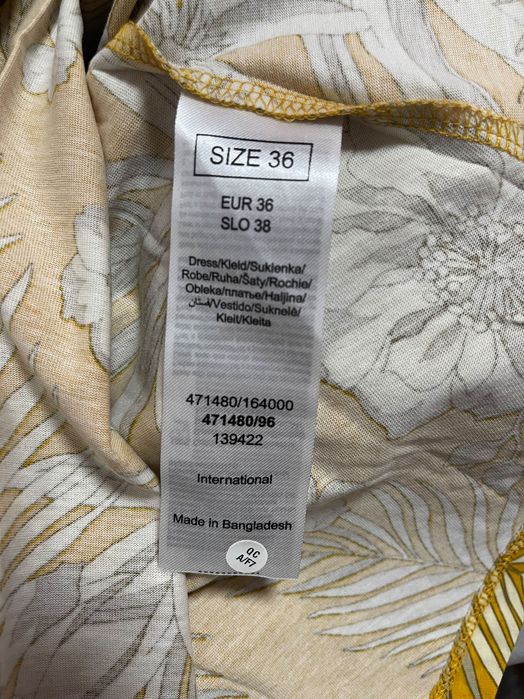 SIZE 36
EUR 36
SLO 38
Dress/Kleid/Sukienka/
Robe/Ruha/Šaty/Rochie/
Obleka/платье/Haljina/
فستان/Vestido/Suknelė/
Kleit/Kleita
471480/164000
471480/96
139422
International
Made in Bangladesh
QC
A/F7